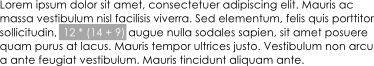 Lorem ipsum dolor sit amet, consectetuer adipiscing elit. Mauris ac
massa vestibulum nisl facilisis viverra. Sed elementum, felis quis porttitor
sollicitudin, 12 * (14 + 9) augue nulla sodales sapien, sit amet posuere
quam purus at lacus. Mauris tempor ultrices justo. Vestibulum non arcu
a ante feugiat vestibulum. Mauris tincidunt aliquam ante.